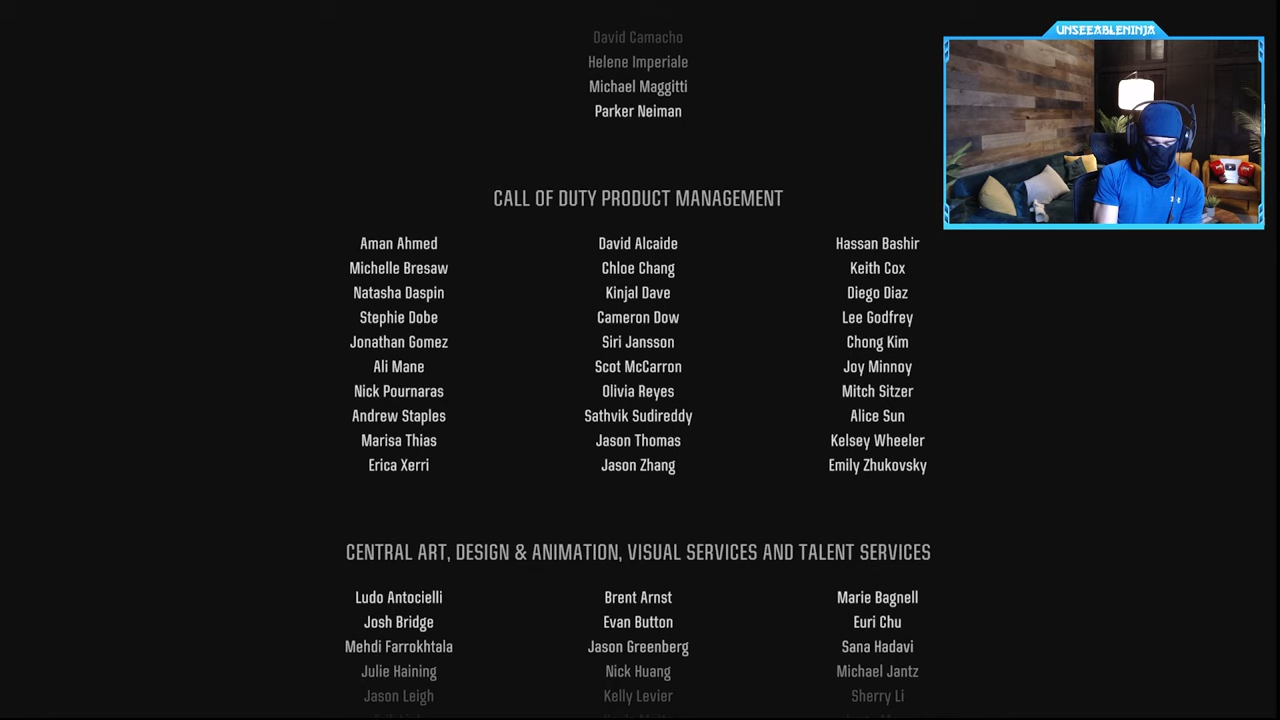 David Camacho
Helene Imperiale
Michael Maggitti
Parker Neiman
UNSEEABLENINJA
CALL OF DUTY PRODUCT MANAGEMENT
Aman Ahmed David Alcaide Hassan Bashir
Michelle Bresaw Chloe Chang Keith Cox
Natasha Daspin Kinjal Dave Diego Diaz
Stephie Dobe Cameron Dow Lee Godfrey
Jonathan Gomez Siri Jansson Chong Kim
Ali Mane Scot McCarron Joy Minnoy
Nick Pournaras Olivia Reyes Mitch Sitzer
Andrew Staples Sathvik Sudireddy Alice Sun
Marisa Thias Jason Thomas Kelsey Wheeler
Erica Xerri Jason Zhang Emily Zhukovsky
CENTRAL ART, DESIGN & ANIMATION, VISUAL SERVICES AND TALENT SERVICES
Ludo Antocielli Brent Arnst Marie Bagnell
Josh Bridge Evan Button Euri Chu
Mehdi Farrokhtala Jason Greenberg Sana Hadavi
Julie Haining Nick Huang Michael Jantz
Jason Leigh Kelly Levier Sherry Li